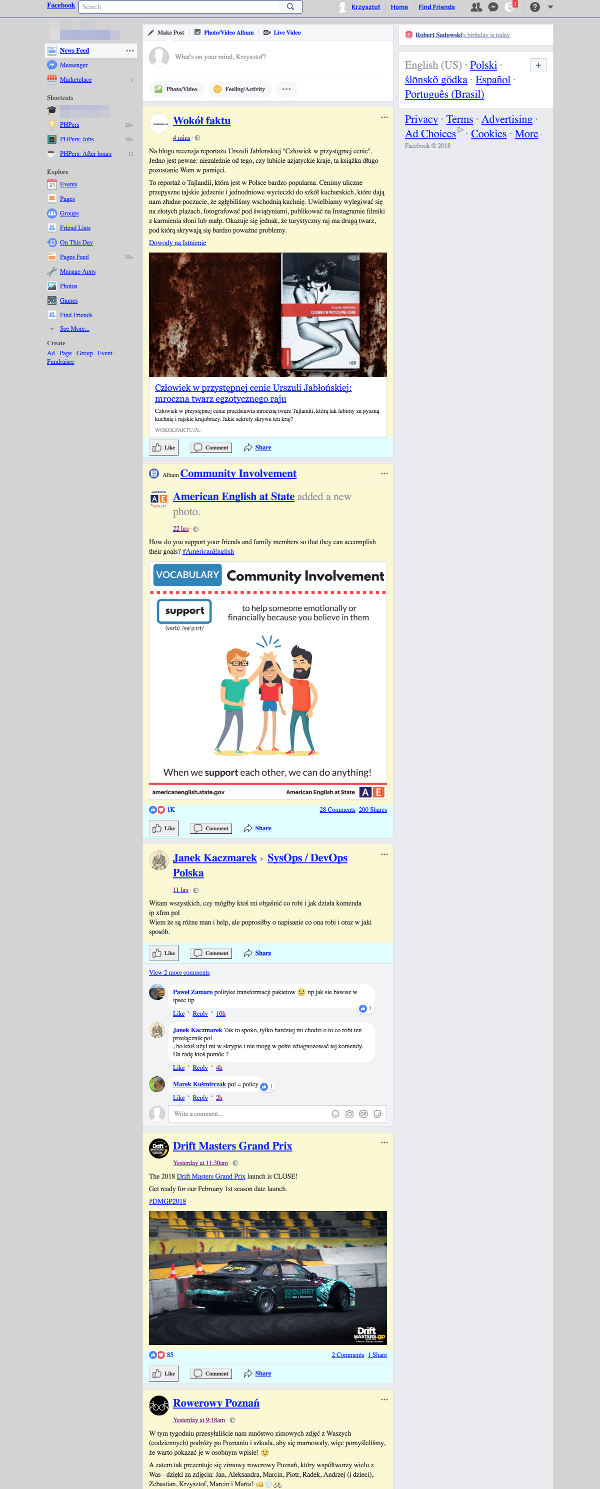 Facebook
Search
Krzysztof
Home
Find Friends
1
News Feed
Messenger
Marketplace 1
Shortcuts
PHPers 20+
PHPers: Jobs 10+
PHPers: After hours 11
Explore
Events
Pages
Groups
Friend Lists
On This Day
Pages Feed 20+
Manage Apps
Photos
Games
Find Friends
See More...
Create
Ad Page Group Event
Fundraiser
Make Post
Photo/Video Album
Live Video
What's on your mind, Krzysztof?
Photo/Video
Feeling/Activity
Wokół faktu
4 mins ·
Na blogu recenzja reportażu Urszuli Jabłońskiej "Człowiek w przystępnej cenie".
Jedno jest pewne: niezależnie od tego, czy lubicie azjatyckie kraje, ta książka długo
pozostanie Wam w pamięci.
To reportaż o Tajlandii, która jest w Polsce bardzo popularna. Cenimy uliczne
przepyszne tajskie jedzenie i jednodniowe wycieczki do szkół kucharskich, które dają
nam złudne poczucie, że zgłębiliśmy wschodnią kuchnię. Uwielbiamy wylegiwać się
na złotych plażach, fotografować pod świątyniami, publikować na Instagramie filmiki
z karmienia słoni lub małp. Okazuje się jednak, że turystyczny raj ma drugą twarz,
pod którą skrywają się bardzo poważne problemy.
Dowody na Istnienie
Człowiek w przystępnej cenie Urszuli Jabłońskiej:
mroczna twarz egzotycznego raju
Człowiek w przystępnej cenie przedstawia mroczną twarz Tajlandii, którą tak lubimy za pyszną
kuchnię i rajskie krajobrazy. Jakie sekrety skrywa ten kraj?
WOKOLFAKTU.PL
Like Comment Share
Album Community Involvement
American English at State added a new
photo.
22 hrs ·
How do you support your friends and family members so that they can accomplish
their goals? #AmericanEnglish
VOCABULARY Community Involvement
support
(verb) /səˈpɔrt/
to help someone emotionally or
financially because you believe in them
When we support each other, we can do anything!
americanenglish.state.gov American English at State A E
1K 28 Comments 200 Shares
Like Comment Share
Janek Kaczmarek ▸ SysOps / DevOps
Polska
11 hrs ·
Witam wszystkich, czy mógłby ktoś mi objaśnić co robi i jak działa komenda
ip xfrm pol
Wiem że są różne man i help, ale poprosiłby o napisanie co ona robi i oraz w jaki
sposób.
Like Comment Share
View 2 more comments
Paweł Zamaro polityke transformacji pakietow np jak sie bawisz w
ipsec tip
1
Like · Reply · 10h
Janek Kaczmarek Tak to spoko, tylko bardziej mi chodzi o to co robi ten
przełącznik pol
, bo ktoś użył mi w skrypie i nie mogę w pełni zdiagnozować tej komendy.
Da radę ktoś pomóc ?
Like · Reply · 4h
Marek Kuśmirczak pol = policy 1
Like · Reply · 2h
Write a comment...
Drift Masters Grand Prix
Yesterday at 11:30am ·
The 2018 Drift Masters Grand Prix launch is CLOSE!
Get ready for our February 1st season date launch.
#DMGP2018
Drift
MASTERS GP
85 2 Comments 1 Share
Like Comment Share
Rowerowy Poznań
Yesterday at 9:18am ·
W tym tygodniu przesyłaliście nam mnóstwo zimowych zdjęć z Waszych
(codziennych) podróży po Poznaniu i szkoda, aby się marnowały, więc pomyśleliśmy,
że warto pokazać je w osobnym wpisie!
A zatem tak prezentuje się zimowy rowerowy Poznań, który współtworzy wielu z
Was - dzięki za zdjęcia: Jan, Aleksandra, Marcin, Piotr, Radek, Andrzej (i dzieci),
Zebastian, Krzysztof, Marcin i Marta!
Robert Sadowski's birthday is today
English (US) · Polski ·
ślōnskŏ gŏdka · Español ·
Português (Brasil)
Privacy · Terms · Advertising ·
Ad Choices · Cookies · More ·
Facebook © 2018